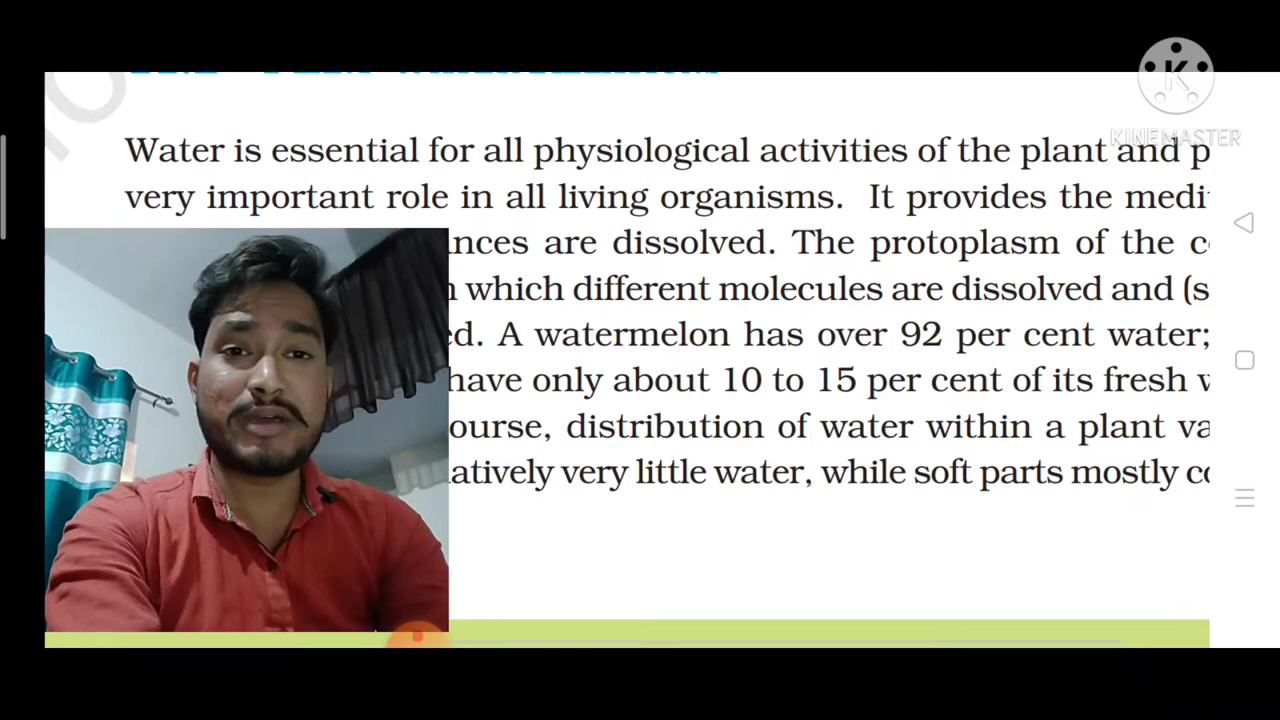 Water is essential for all physiological activities of the plant and p
very important role in all living organisms. It provides the medi
ances are dissolved. The protoplasm of the c
which different molecules are dissolved and (s
ed. A watermelon has over 92 per cent water;
have only about 10 to 15 per cent of its fresh
ourse, distribution of water within a plant va
atively very little water, while soft parts mostly co
K
KINEMASTER